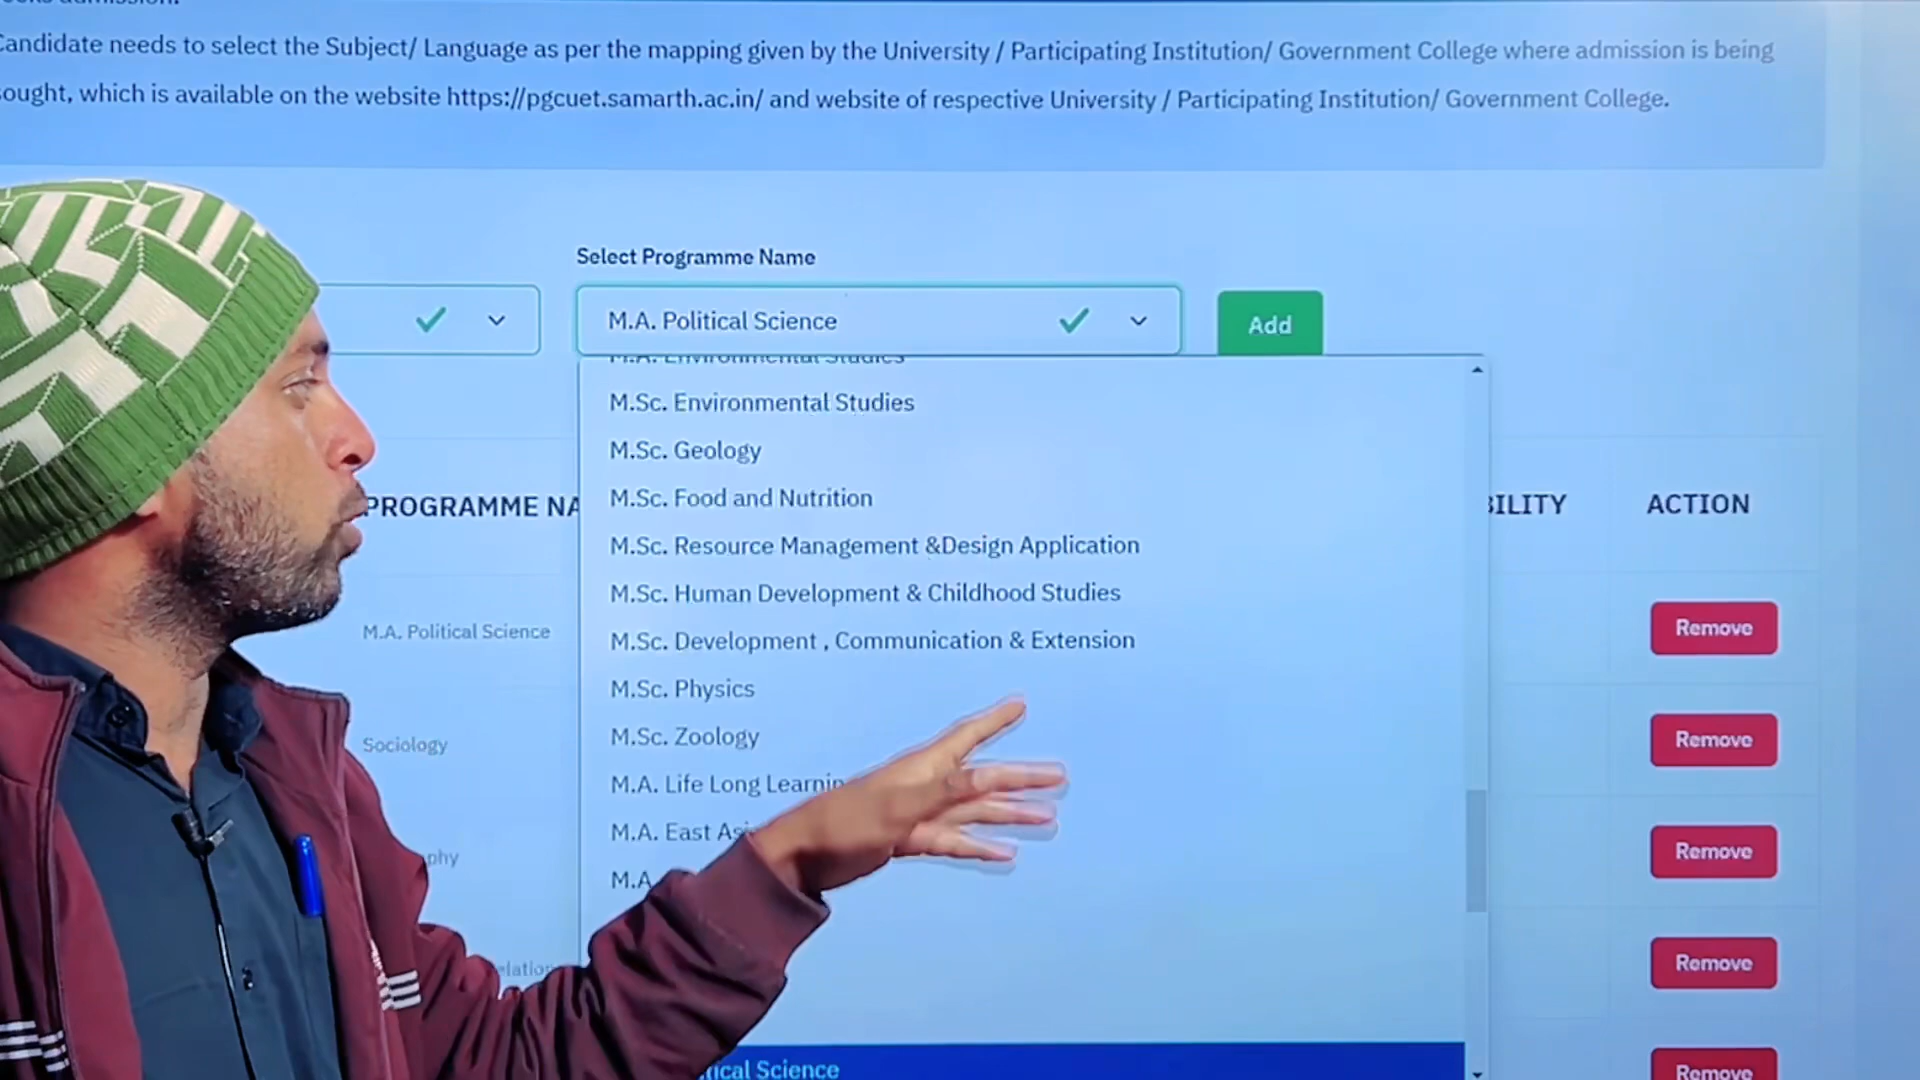 Candidate needs to select the Subject/ Language as per the mapping given by the University / Participating Institution/ Government College where admission is being
sought, which is available on the website https://pgcuet.samarth.ac.in/ and website of respective University / Participating Institution/ Government College.
Select Programme Name
M.A. Political Science
Add
M.A. Environmental Studies
M.Sc. Environmental Studies
M.Sc. Geology
M.Sc. Food and Nutrition
M.Sc. Resource Management &Design Application
M.Sc. Human Development & Childhood Studies
M.Sc. Development , Communication & Extension
M.Sc. Physics
M.Sc. Zoology
M.A. Life Long
M.A. East
M.A.
Science
PROGRAMME
ACTION
M.A. Political Science
Remove
Sociology
Remove
Remove
Remove
Remove